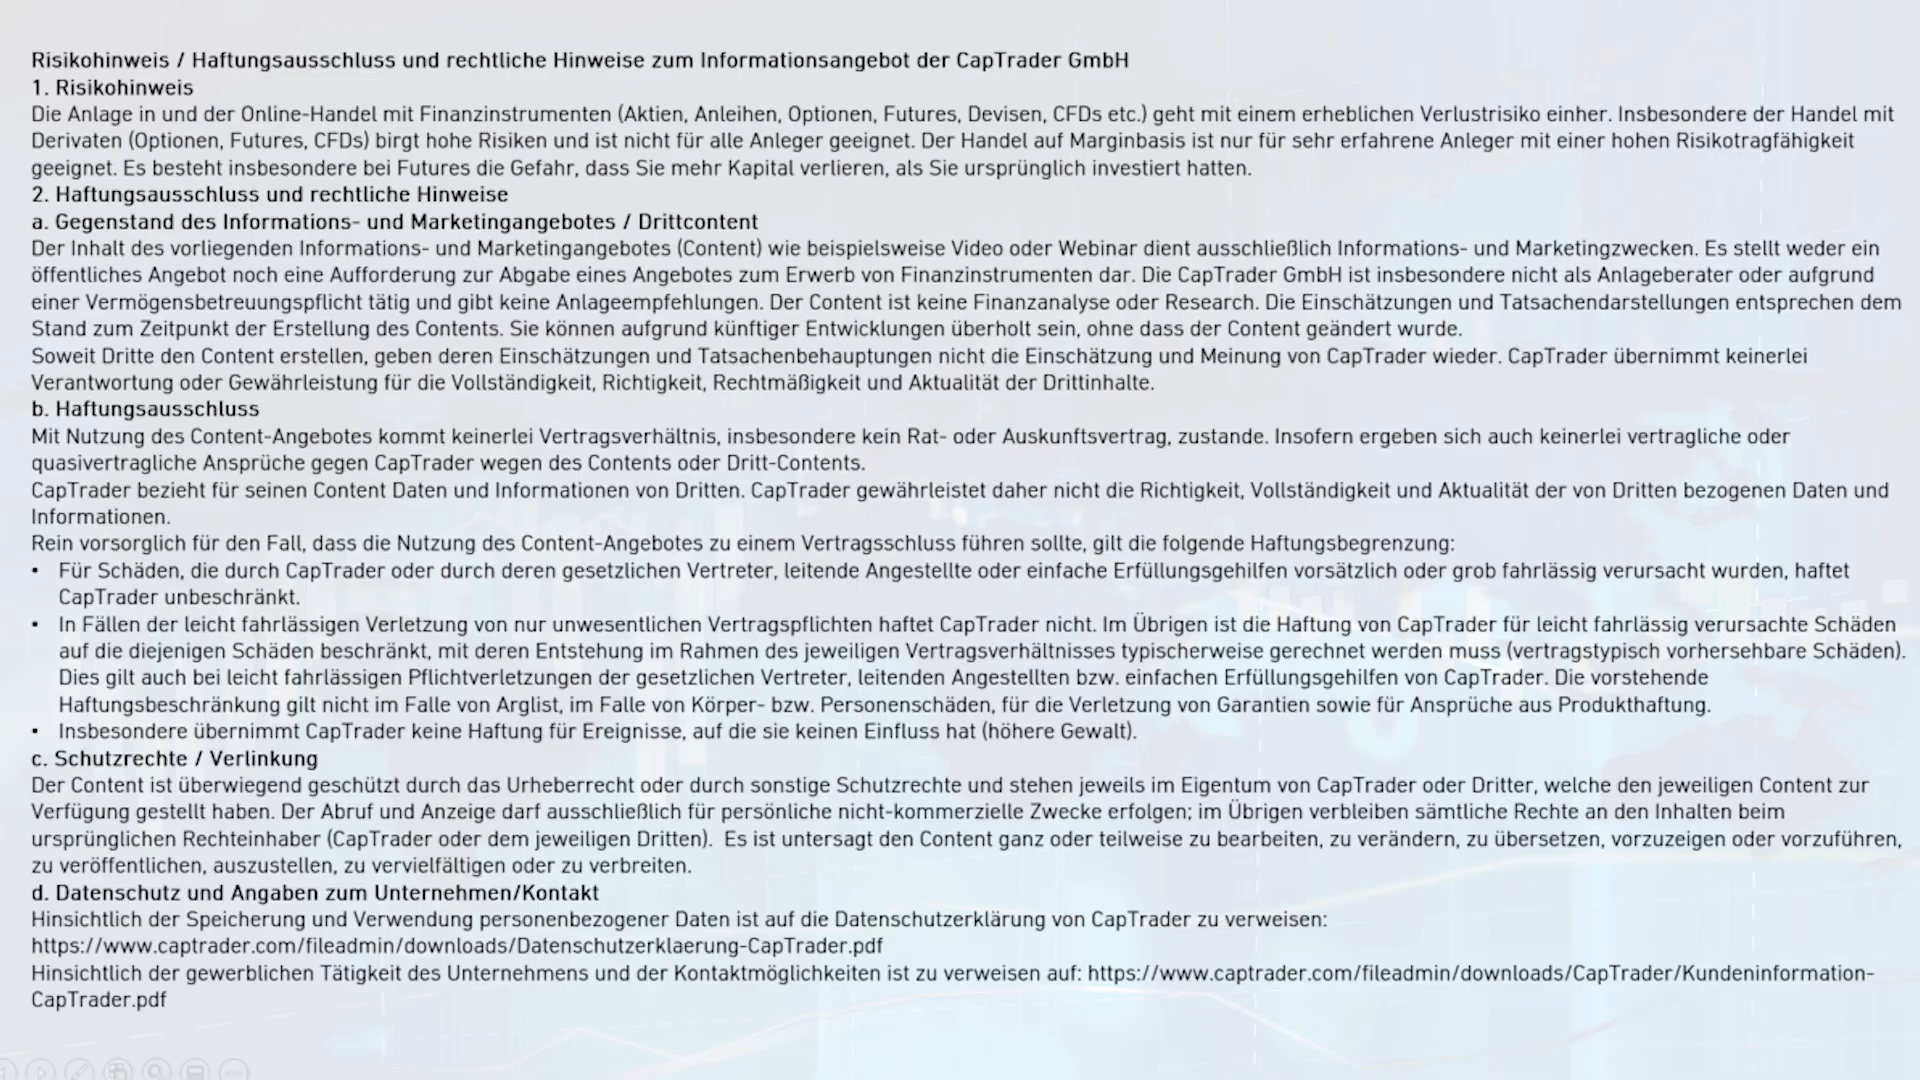 Risikohinweis / Haftungsausschluss und rechtliche Hinweise zum Informationsangebot der CapTrader GmbH
1. Risikohinweis
Die Anlage in und der Online-Handel mit Finanzinstrumenten (Aktien, Anleihen, Optionen, Futures, Devisen, CFDs etc.) geht mit einem erheblichen Verlustrisiko einher. Insbesondere der Handel mit
Derivaten (Optionen, Futures, CFDs) birgt hohe Risiken und ist nicht für alle Anleger geeignet. Der Handel auf Marginbasis ist nur für sehr erfahrene Anleger mit einer hohen Risikotragfähigkeit
geeignet. Es besteht insbesondere bei Futures die Gefahr, dass Sie mehr Kapital verlieren, als Sie ursprünglich investiert hatten.
2. Haftungsausschluss und rechtliche Hinweise
a. Gegenstand des Informations- und Marketingangebotes / Drittcontent
Der Inhalt des vorliegenden Informations- und Marketingangebotes (Content) wie beispielsweise Video oder Webinar dient ausschließlich Informations- und Marketingzwecken. Es stellt weder ein
öffentliches Angebot noch eine Aufforderung zur Abgabe eines Angebotes zum Erwerb von Finanzinstrumenten dar. Die CapTrader GmbH ist insbesondere nicht als Anlageberater oder aufgrund
einer Vermögensbetreuungspflicht tätig und gibt keine Anlageempfehlungen. Der Content ist keine Finanzanalyse oder Research. Die Einschätzungen und Tatsachendarstellungen entsprechen dem
Stand zum Zeitpunkt der Erstellung des Contents. Sie können aufgrund künftiger Entwicklungen überholt sein, ohne dass der Content geändert wurde.
Soweit Dritte den Content erstellen, geben deren Einschätzungen und Tatsachenbehauptungen nicht die Einschätzung und Meinung von CapTrader wieder. CapTrader übernimmt keinerlei
Verantwortung oder Gewährleistung für die Vollständigkeit, Richtigkeit, Rechtmäßigkeit und Aktualität der Drittinhalte.
b. Haftungsausschluss
Mit Nutzung des Content-Angebotes kommt keinerlei Vertragsverhältnis, insbesondere kein Rat- oder Auskunftsvertrag, zustande. Insofern ergeben sich auch keinerlei vertragliche oder
quasivertragliche Ansprüche gegen CapTrader wegen des Contents oder Dritt-Contents.
CapTrader bezieht für seinen Content Daten und Informationen von Dritten. CapTrader gewährleistet daher nicht die Richtigkeit, Vollständigkeit und Aktualität der von Dritten bezogenen Daten und
Informationen.
Rein vorsorglich für den Fall, dass die Nutzung des Content-Angebotes zu einem Vertragsschluss führen sollte, gilt die folgende Haftungsbegrenzung:
• Für Schäden, die durch CapTrader oder durch deren gesetzlichen Vertreter, leitende Angestellte oder einfache Erfüllungsgehilfen vorsätzlich oder grob fahrlässig verursacht wurden, haftet
CapTrader unbeschränkt.
• In Fällen der leicht fahrlässigen Verletzung von nur unwesentlichen Vertragspflichten haftet CapTrader nicht. Im Übrigen ist die Haftung von CapTrader für leicht fahrlässig verursachte Schäden
auf die diejenigen Schäden beschränkt, mit deren Entstehung im Rahmen des jeweiligen Vertragsverhältnisses typischerweise gerechnet werden muss (vertragstypisch vorhersehbare Schäden).
Dies gilt auch bei leicht fahrlässigen Pflichtverletzungen der gesetzlichen Vertreter, leitenden Angestellten bzw. einfachen Erfüllungsgehilfen von CapTrader. Die vorstehende
Haftungsbeschränkung gilt nicht im Falle von Arglist, im Falle von Körper- bzw. Personenschäden, für die Verletzung von Garantien sowie für Ansprüche aus Produkthaftung.
• Insbesondere übernimmt CapTrader keine Haftung für Ereignisse, auf die sie keinen Einfluss hat (höhere Gewalt).
c. Schutzrechte / Verlinkung
Der Content ist überwiegend geschützt durch das Urheberrecht oder durch sonstige Schutzrechte und stehen jeweils im Eigentum von CapTrader oder Dritter, welche den jeweiligen Content zur
Verfügung gestellt haben. Der Abruf und Anzeige darf ausschließlich für persönliche nicht-kommerzielle Zwecke erfolgen; im Übrigen verbleiben sämtliche Rechte an den Inhalten beim
ursprünglichen Rechteinhaber (CapTrader oder dem jeweiligen Dritten).  Es ist untersagt den Content ganz oder teilweise zu bearbeiten, zu verändern, zu übersetzen, vorzuzeigen oder vorzuführen,
zu veröffentlichen, auszustellen, zu vervielfältigen oder zu verbreiten.
d. Datenschutz und Angaben zum Unternehmen/Kontakt
Hinsichtlich der Speicherung und Verwendung personenbezogener Daten ist auf die Datenschutzerklärung von CapTrader zu verweisen:
https://www.captrader.com/fileadmin/downloads/Datenschutzerklaerung-CapTrader.pdf
Hinsichtlich der gewerblichen Tätigkeit des Unternehmens und der Kontaktmöglichkeiten ist zu verweisen auf: https://www.captrader.com/fileadmin/downloads/CapTrader/Kundeninformation-
CapTrader.pdf